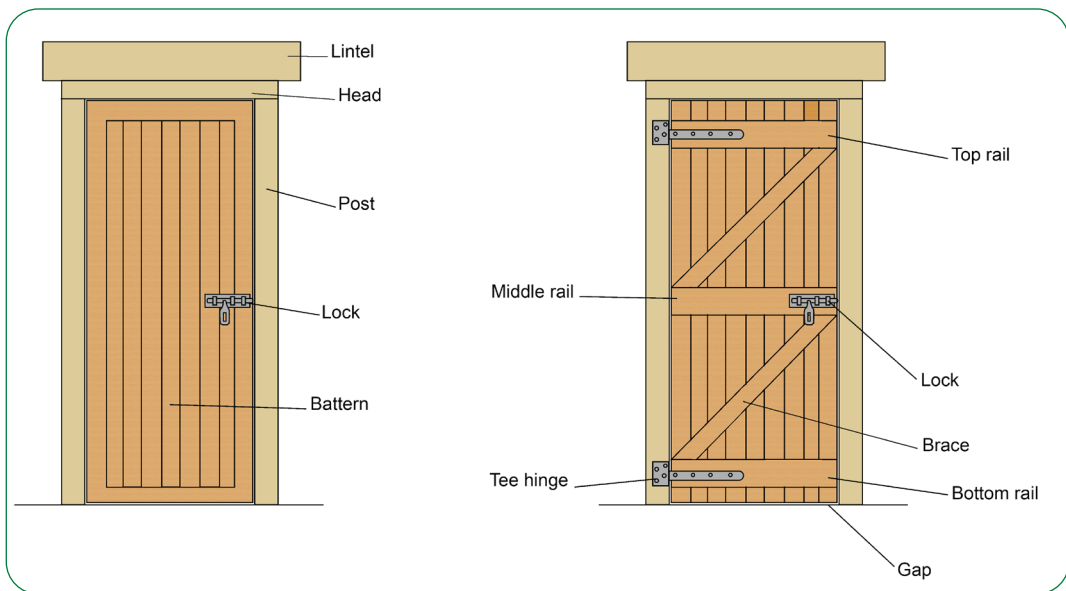 Lintel
Head
Post
Lock
Battern
Top rail
Middle rail
Lock
Brace
Tee hinge
Bottom rail
Gap